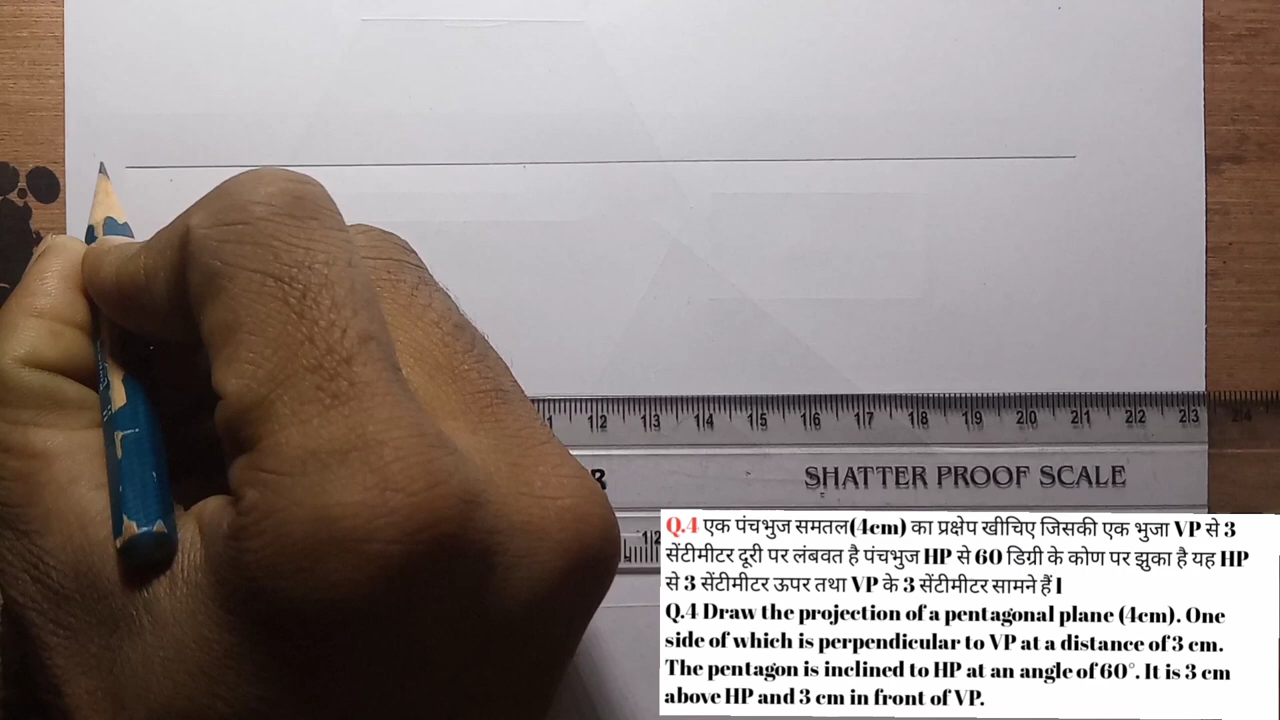 1 12 13 14 15 16 17 18 19 20 21 22 23 24
SHATTER PROOF SCALE
Q.4 एक पंचभुज समतल(4cm) का प्रक्षेप खीचिए जिसकी एक भुजा VP से 3
सेंटीमीटर दूरी पर लंबवत है पंचभुज HP से 60 डिग्री के कोण पर झुका है यह HP
से 3 सेंटीमीटर ऊपर तथा VP के 3 सेंटीमीटर सामने हैं।
Q.4 Draw the projection of a pentagonal plane (4cm). One
side of which is perpendicular to VP at a distance of 3 cm.
The pentagon is inclined to HP at an angle of 60°. It is 3 cm
above HP and 3 cm in front of VP.